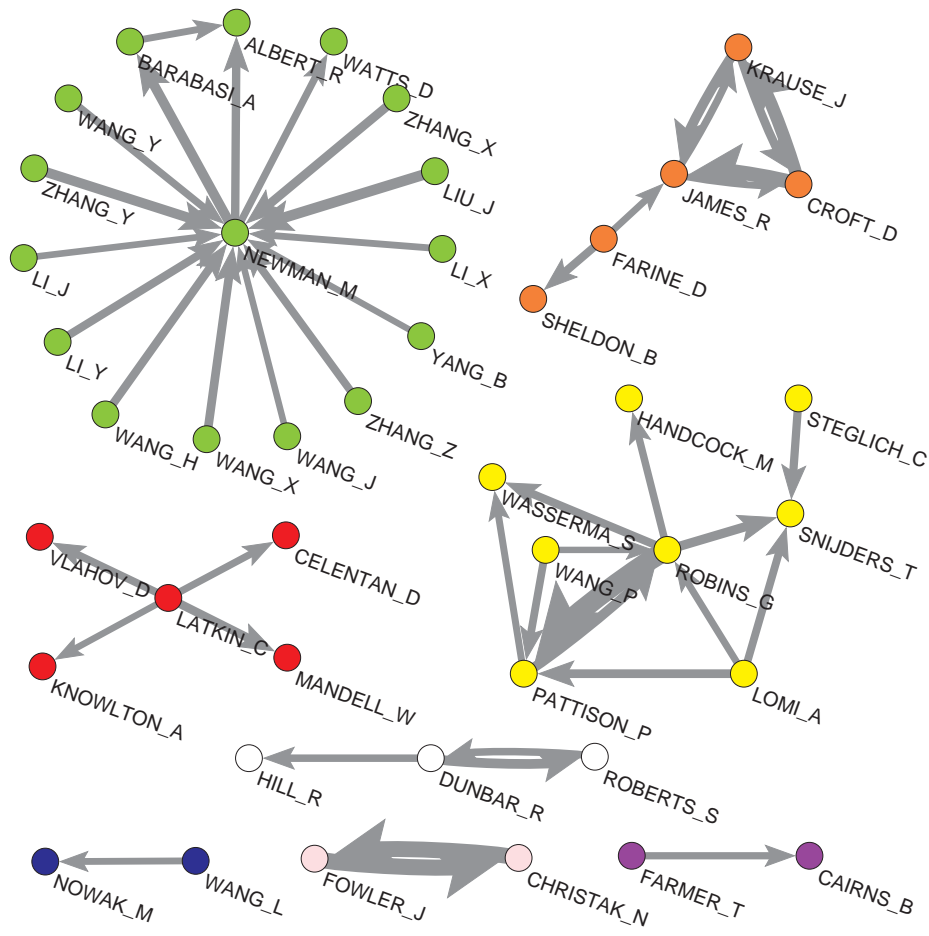 ALBERT_R
BARABASI_A
WATTS_D
WANG_Y
ZHANG_X
ZHANG_Y
LIU_J
NEWMAN_M
LI_J
LI_X
LI_Y
YANG_B
WANG_H
WANG_X
WANG_J
ZHANG_Z
KRAUSE_J
JAMES_R
CROFT_D
FARINE_D
SHELDON_B
HANDCOCK_M
STEGLICH_C
WASSERMA_S
SNIJDERS_T
WANG_P
ROBINS_G
PATTISON_P
LOMI_A
VLAHOV_D
CELENTAN_D
LATKIN_C
KNOWLTON_A
MANDELL_W
HILL_R
DUNBAR_R
ROBERTS_S
NOWAK_M
WANG_L
FOWLER_J
CHRISTAK_N
FARMER_T
CAIRNS_B